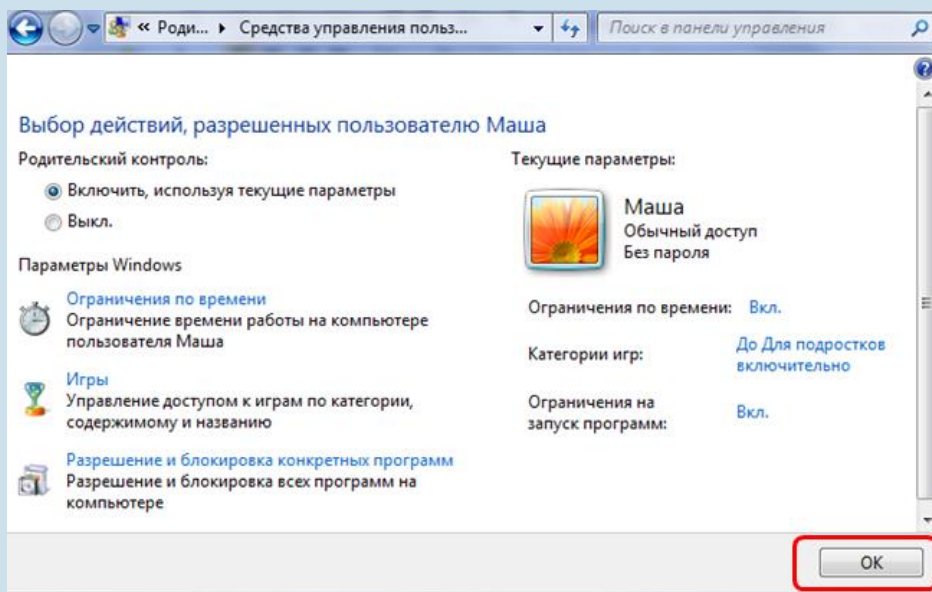 « Роди... ▸ Средства управления польз...
Поиск в панели управления
Выбор действий, разрешенных пользователю Маша
Родительский контроль:
Включить, используя текущие параметры
Выкл.
Параметры Windows
Ограничения по времени
Ограничение времени работы на компьютере
пользователя Маша
Игры
Управление доступом к играм по категории,
содержимому и названию
Разрешение и блокировка конкретных программ
Разрешение и блокировка всех программ на
компьютере
Текущие параметры:
Маша
Обычный доступ
Без пароля
Ограничения по времени: Вкл.
Категории игр:
До Для подростков
включительно
Ограничения на
запуск программ:
Вкл.
OK